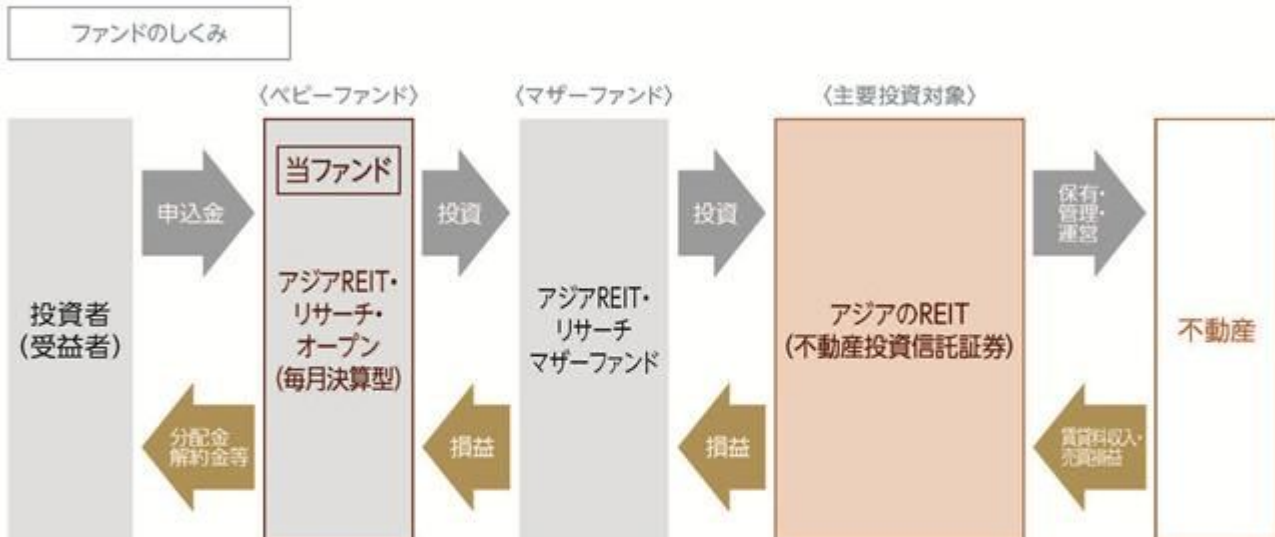 ファンドのしくみ
〈ベビーファンド〉
〈マザーファンド〉
〈主要投資対象〉
投資者
(受益者)
申込金
分配金
解約金等
当ファンド
アジアREIT・
リサーチ・
オープン
(毎月決算型)
投資
損益
アジアREIT・
リサーチ
マザーファンド
投資
損益
アジアのREIT
(不動産投資信託証券)
保有・
管理・
運営
賃貸料収入・
売買損益
不動産